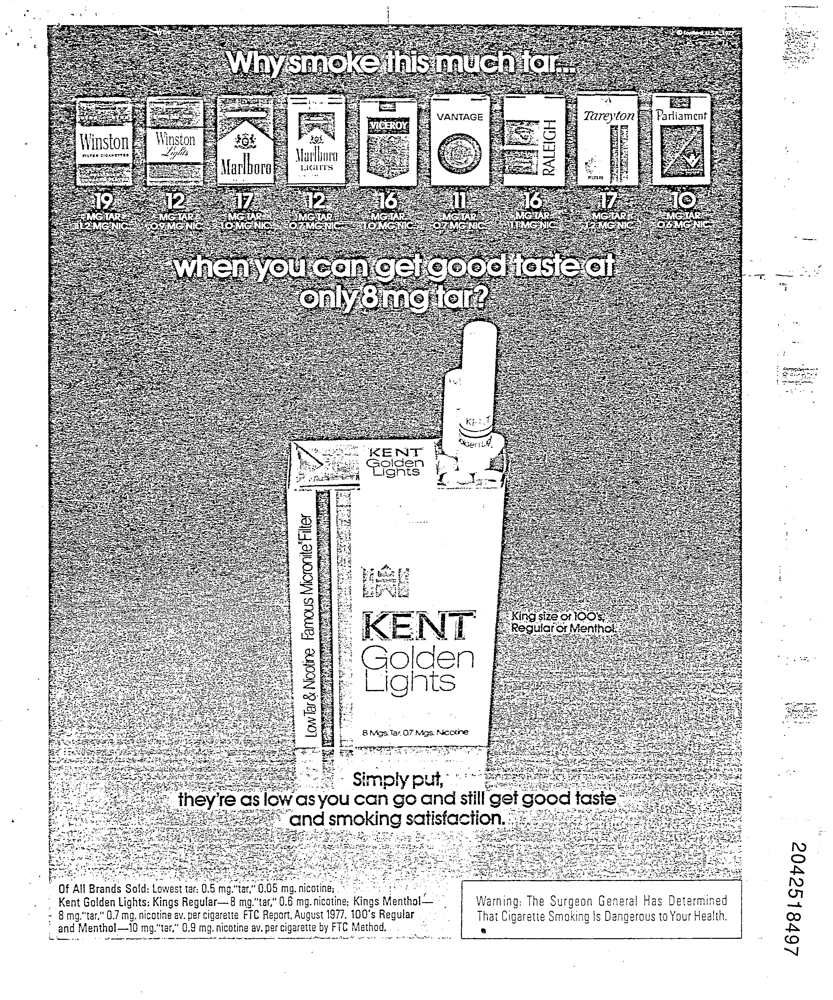 Why smoke this much tar...
Winston
FILTER CIGARETTES
Winston
Lights
Marlboro
Marlboro
LIGHTS
VICEROY
VANTAGE
RALEIGH
Tareyton
FILTERS
Parliament
19
MG TAR
1.2 MG NIC.
12
MG TAR
0.9 MG NIC.
17
MG TAR
1.0 MG NIC.
12
MG TAR
0.7 MG NIC.
16
MG TAR
1.0 MG NIC.
11
MG TAR
0.7 MG NIC.
16
MG TAR
1.1 MG NIC.
17
MG TAR
1.2 MG NIC.
10
MG TAR
0.6 MG NIC.
when you can get good taste at
only 8 mg tar?
KENT
KENT
Golden
Lights
Low Tar & Nicotine Famous Micronite Filter
KENT
Golden
Lights
8 Mgs. Tar, 0.7 Mgs. Nicotine
King size or 100's,
Regular or Menthol.
Simply put,
they're as low as you can go and still get good taste
and smoking satisfaction.
Of All Brands Sold: Lowest tar: 0.5 mg. "tar," 0.05 mg. nicotine;
Kent Golden Lights: Kings Regular—8 mg. "tar," 0.6 mg. nicotine; Kings Menthol—
8 mg. "tar," 0.7 mg. nicotine av. per cigarette FTC Report, August 1977. 100's Regular
and Menthol—10 mg. "tar," 0.9 mg. nicotine av. per cigarette by FTC Method.
Warning: The Surgeon General Has Determined
That Cigarette Smoking Is Dangerous to Your Health.
2042518497